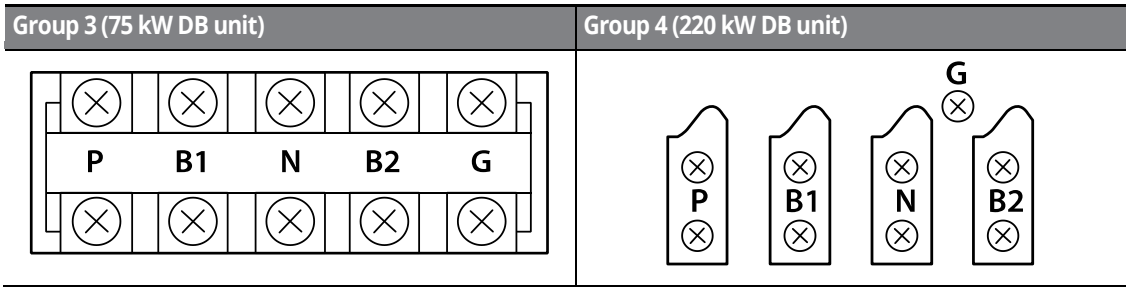 Group 3 (75 kW DB unit)
Group 4 (220 kW DB unit)
P B1 N B2 G
G
P B1 N B2